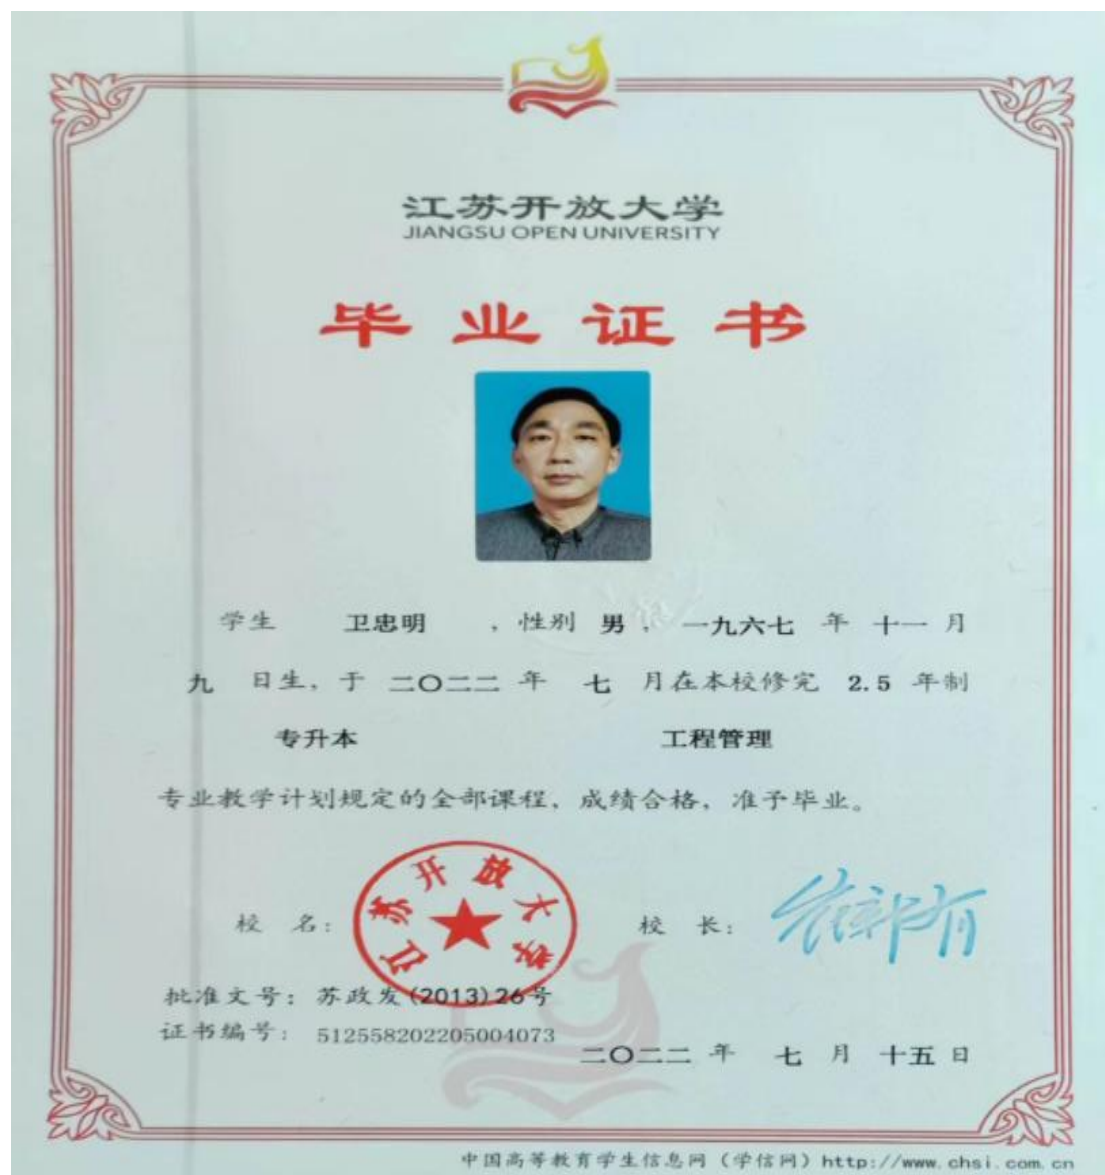 江苏开放大学
JIANGSU OPEN UNIVERSITY
毕业证书
学生 卫忠明 ，性别 男，一九六七 年 十一 月
九 日生，于 二〇二二 年 七 月在本校修完 2.5 年制
专升本 工程管理
专业教学计划规定的全部课程，成绩合格，准予毕业。
江苏开放大学
校 名： 校 长：
批准文号：苏政发(2013)26号
证书编号：512558202205004073
二〇二二 年 七 月 十五 日
中国高等教育学生信息网（学信网）http://www.chsi.com.cn